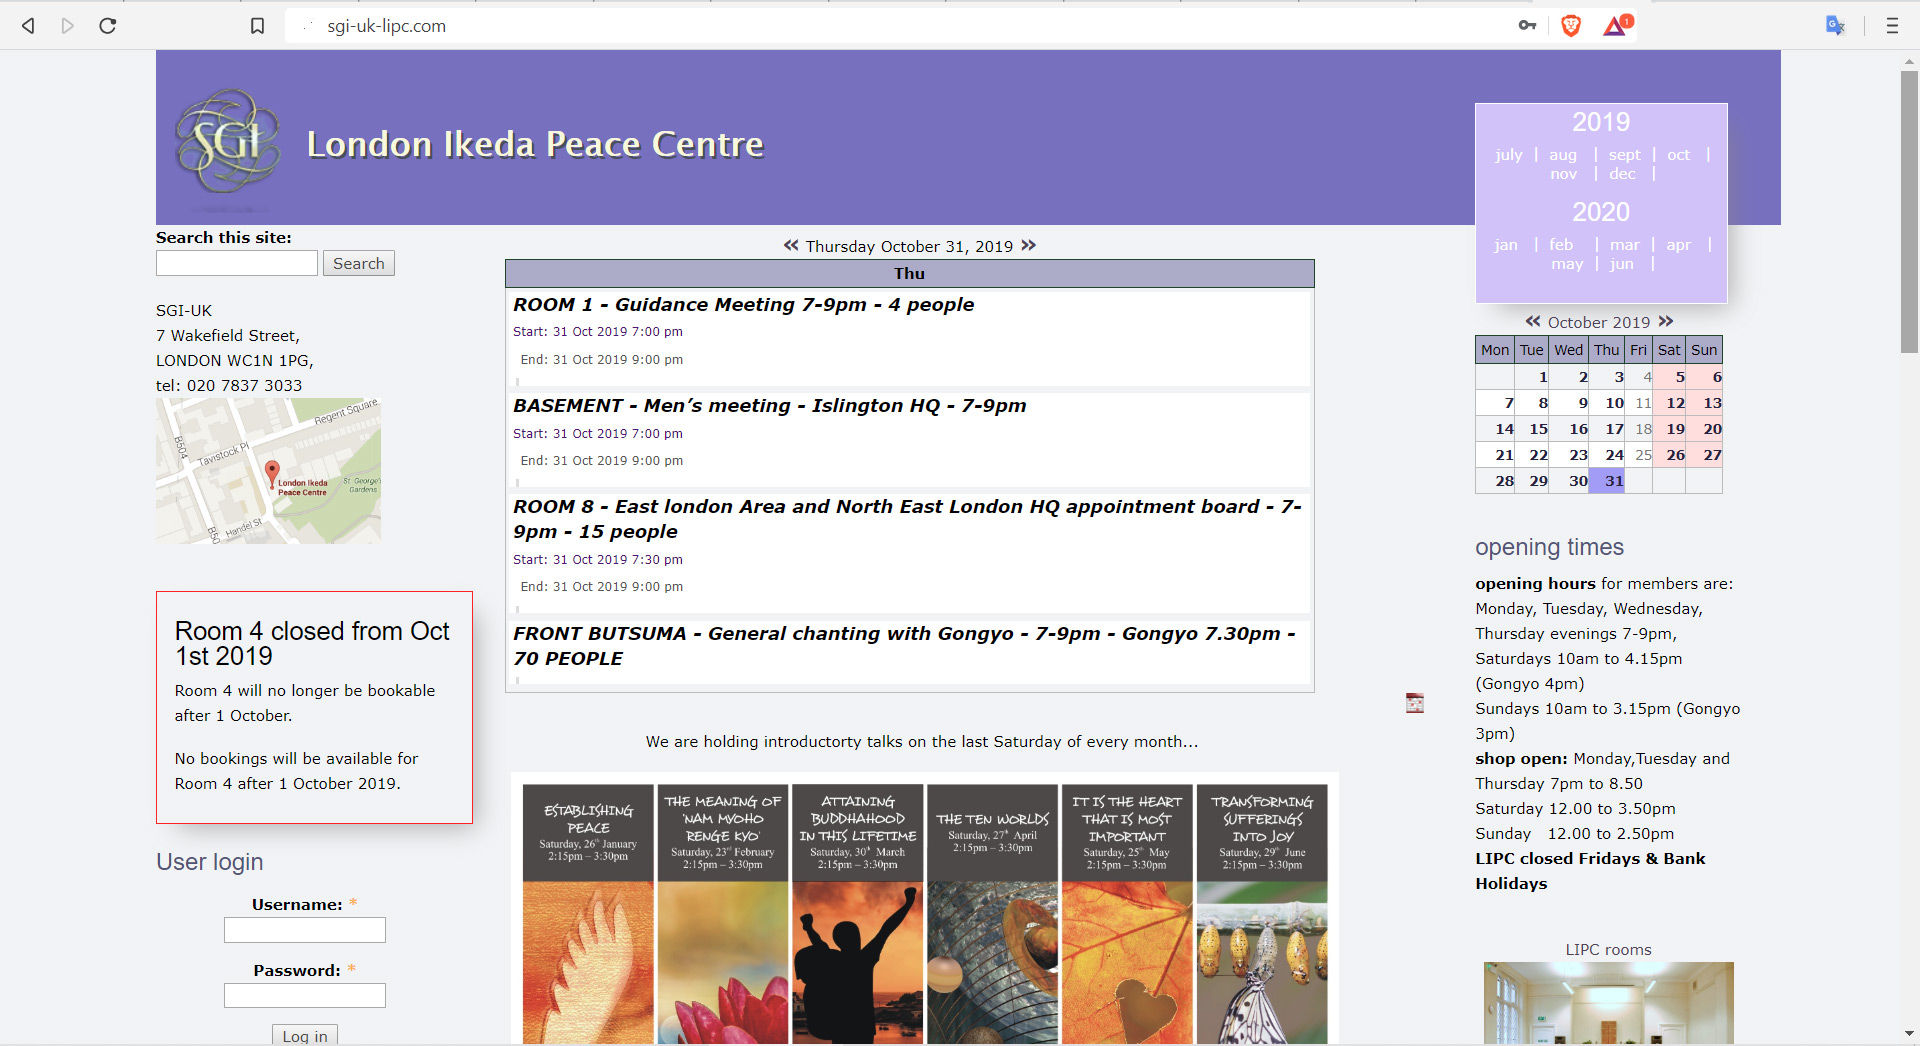 sgi-uk-lipc.com
1
SGI
London Ikeda Peace Centre
2019
july | aug | sept | oct |
nov | dec |
2020
jan | feb | mar | apr |
may | jun |
Search this site:
Search
SGI-UK
7 Wakefield Street,
LONDON WC1N 1PG,
tel: 020 7837 3033
Regent Square
B504
Tavistock Pl
London Ikeda
Peace Centre
St. George's
Gardens
Handel St
B50
Room 4 closed from Oct
1st 2019
Room 4 will no longer be bookable
after 1 October.
No bookings will be available for
Room 4 after 1 October 2019.
User login
Username: *
Password: *
Log in
« Thursday October 31, 2019 »
Thu
ROOM 1 - Guidance Meeting 7-9pm - 4 people
Start: 31 Oct 2019 7:00 pm
End: 31 Oct 2019 9:00 pm
BASEMENT - Men’s meeting - Islington HQ - 7-9pm
Start: 31 Oct 2019 7:00 pm
End: 31 Oct 2019 9:00 pm
ROOM 8 - East london Area and North East London HQ appointment board - 7-
9pm - 15 people
Start: 31 Oct 2019 7:30 pm
End: 31 Oct 2019 9:00 pm
FRONT BUTSUMA - General chanting with Gongyo - 7-9pm - Gongyo 7.30pm -
70 PEOPLE
We are holding introductorty talks on the last Saturday of every month...
ESTABLISHING
PEACE
Saturday, 26th January
2:15pm – 3:30pm
THE MEANING OF
'NAM MYOHO
RENGE KYO'
Saturday, 23rd February
2:15pm – 3:30pm
ATTAINING
BUDDHAHOOD
IN THIS LIFETIME
Saturday, 30th March
2:15pm – 3:30pm
THE TEN WORLDS
Saturday, 27th April
2:15pm – 3:30pm
IT IS THE HEART
THAT IS MOST
IMPORTANT
Saturday, 25th May
2:15pm – 3:30pm
TRANSFORMING
SUFFERINGS
INTO JOY
Saturday, 29th June
2:15pm – 3:30pm
« October 2019 »
Mon Tue Wed Thu Fri Sat Sun
1 2 3 4 5 6
7 8 9 10 11 12 13
14 15 16 17 18 19 20
21 22 23 24 25 26 27
28 29 30 31
opening times
opening hours for members are:
Monday, Tuesday, Wednesday,
Thursday evenings 7-9pm,
Saturdays 10am to 4.15pm
(Gongyo 4pm)
Sundays 10am to 3.15pm (Gongyo
3pm)
shop open: Monday,Tuesday and
Thursday 7pm to 8.50
Saturday 12.00 to 3.50pm
Sunday 12.00 to 2.50pm
LIPC closed Fridays & Bank
Holidays
LIPC rooms